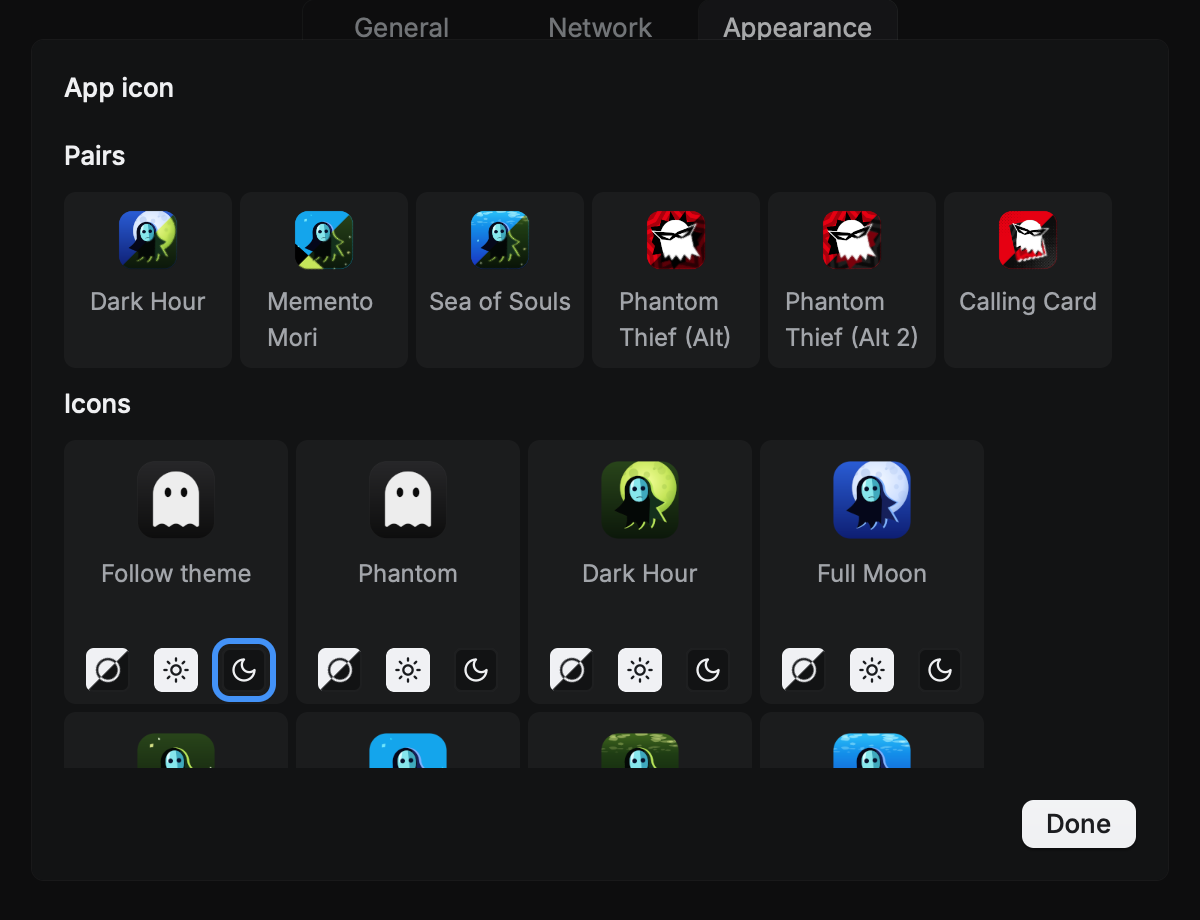 General Network Appearance
App icon
Pairs
Dark Hour
Memento
Mori
Sea of Souls
Phantom
Thief (Alt)
Phantom
Thief (Alt 2)
Calling Card
Icons
Follow theme
Phantom
Dark Hour
Full Moon
Done